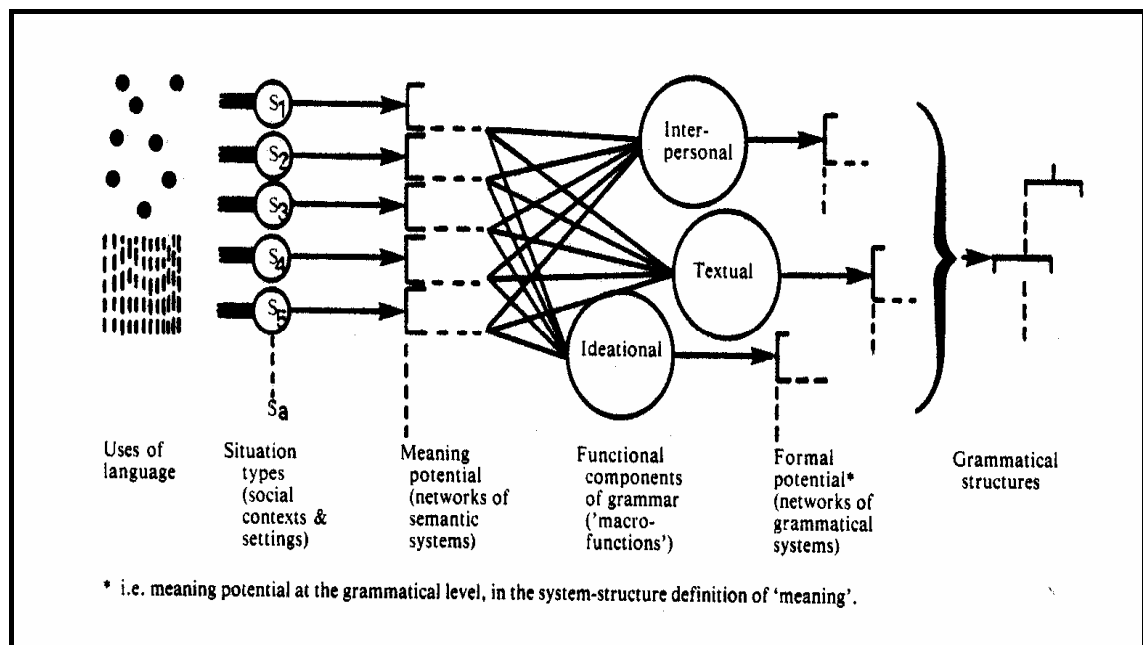 S1
S2
S3
S4
S5
Sa
Inter-
personal
Textual
Ideational
Uses of
language
Situation
types
(social
contexts &
settings)
Meaning
potential
(networks of
semantic
systems)
Functional
components
of grammar
('macro-
functions')
Formal
potential*
(networks of
grammatical
systems)
Grammatical
structures
* i.e. meaning potential at the grammatical level, in the system-structure definition of 'meaning'.